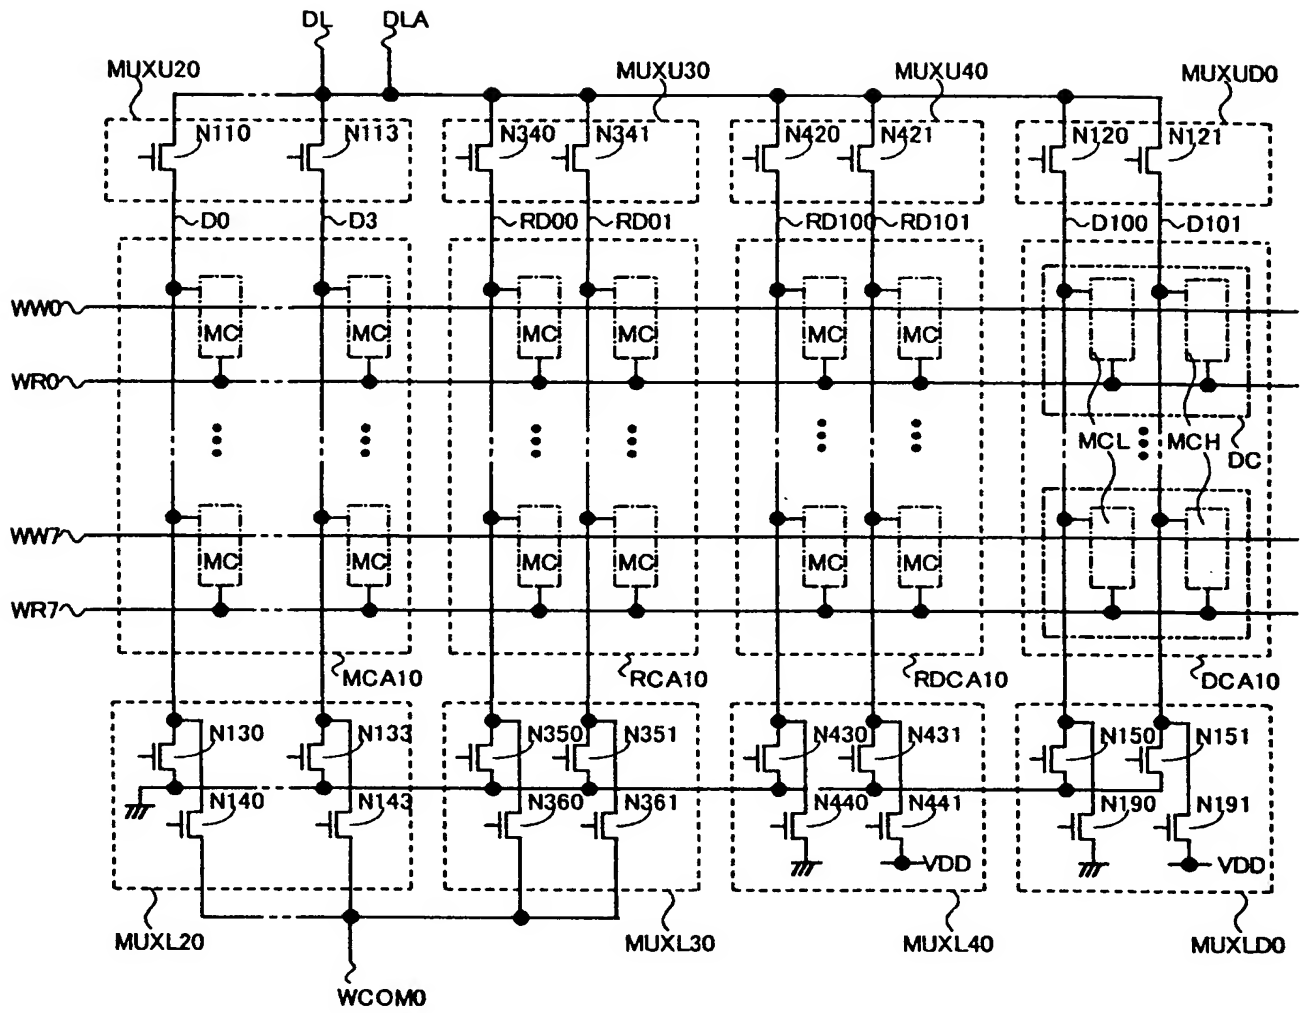 DL DLA
MUXU20 MUXU30 MUXU40 MUXUD0
N110 N113 N340 N341 N420 N421 N120 N121
D0 D3 RD00 RD01 RD100 RD101 D100 D101
WW0
MC MC MC MC MC MC
WR0
MCL MCH DC
WW7
MC MC MC MC MC MC
WR7
MCA10 RCA10 RDCA10 DCA10
N130 N133 N350 N351 N430 N431 N150 N151
N140 N143 N360 N361 N440 N441 N190 N191
VDD VDD
MUXL20 MUXL30 MUXL40 MUXLD0
WCOM0